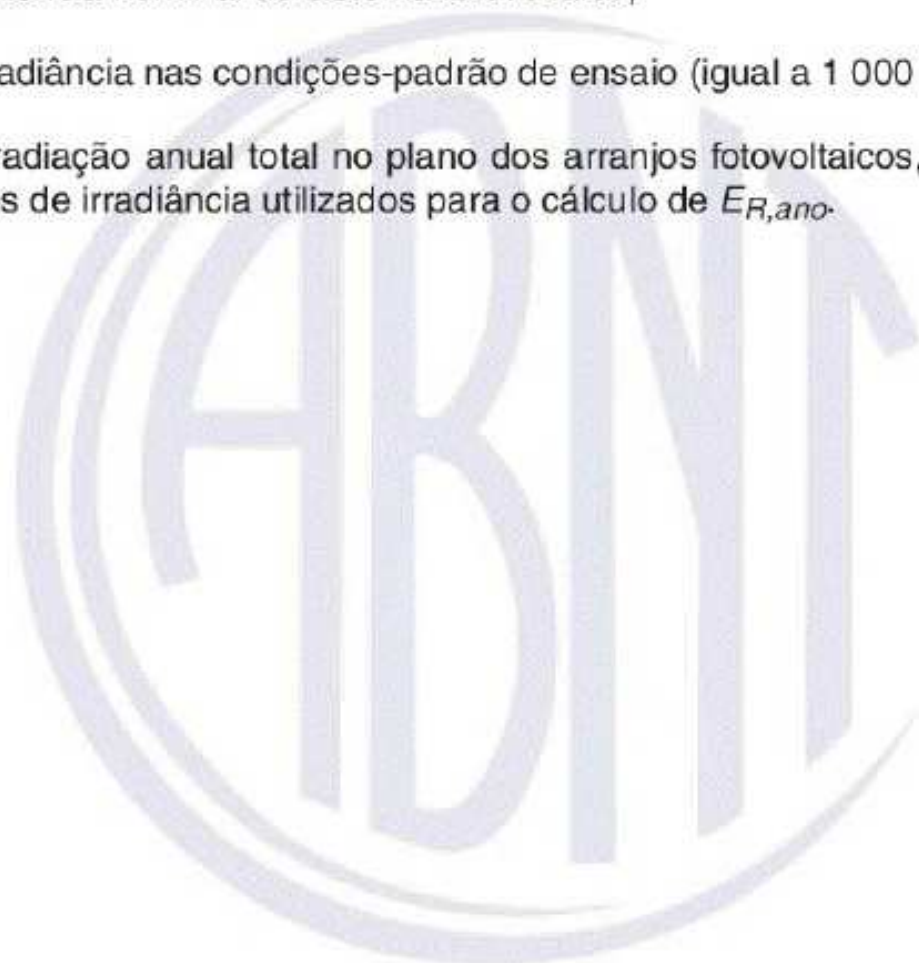 adiância nas condições-padrão de ensaio (igual a 1 000
adiação anual total no plano dos arranjos fotovoltaicos,
s de irradiância utilizados para o cálculo de E_{R,ano}.
ABNT